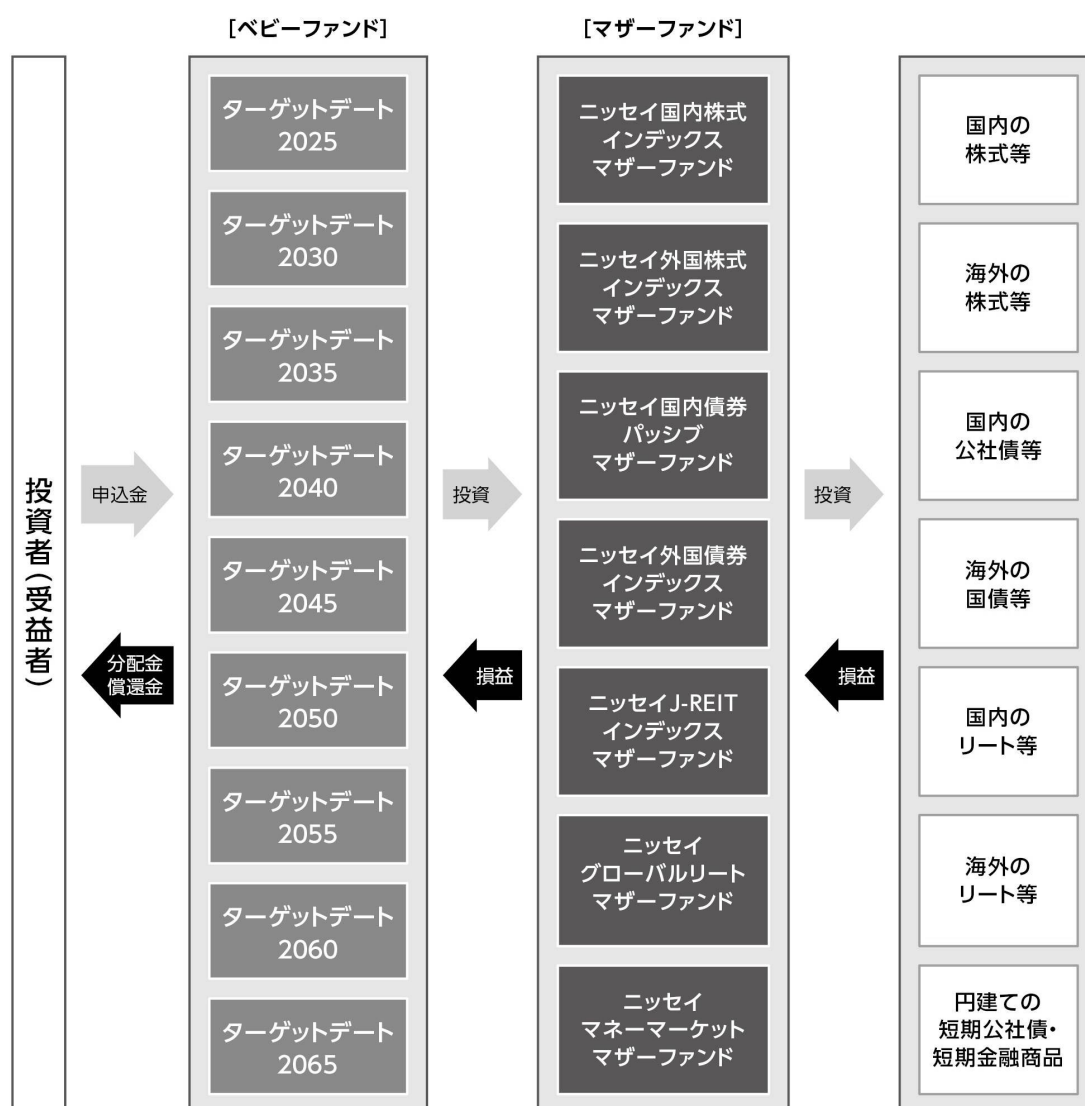 [ベビーファンド]
[マザーファンド]
投資者(受益者)
申込金
分配金
償還金
ターゲットデート
2025
ターゲットデート
2030
ターゲットデート
2035
ターゲットデート
2040
ターゲットデート
2045
ターゲットデート
2050
ターゲットデート
2055
ターゲットデート
2060
ターゲットデート
2065
投資
損益
ニッセイ国内株式
インデックス
マザーファンド
ニッセイ外国株式
インデックス
マザーファンド
ニッセイ国内債券
パッシブ
マザーファンド
ニッセイ外国債券
インデックス
マザーファンド
ニッセイJ-REIT
インデックス
マザーファンド
ニッセイ
グローバルリート
マザーファンド
ニッセイ
マネーマーケット
マザーファンド
投資
損益
国内の
株式等
海外の
株式等
国内の
公社債等
海外の
国債等
国内の
リート等
海外の
リート等
円建ての
短期公社債・
短期金融商品